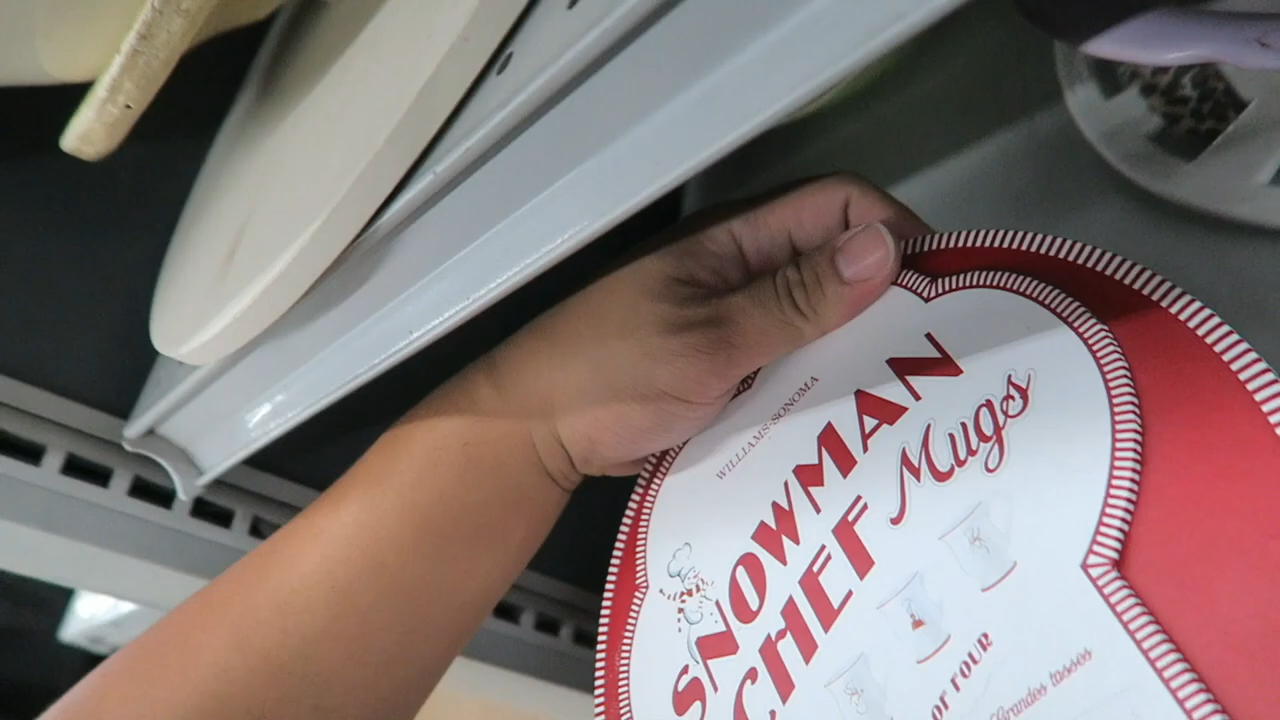 WILLIAMS-SONOMA
SNOWMAN
CHEF Mugs
OF FOUR
Grandes tasses